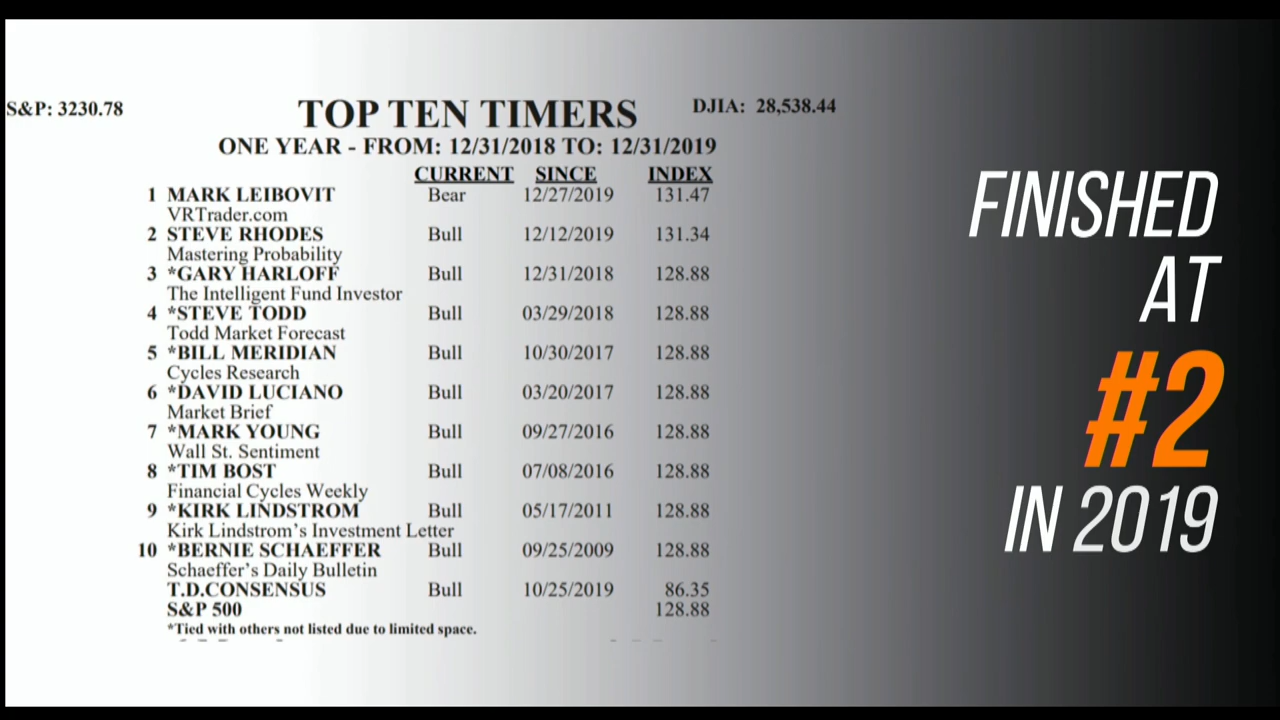 S&P: 3230.78
TOP TEN TIMERS
DJIA: 28,538.44
ONE YEAR - FROM: 12/31/2018 TO: 12/31/2019
CURRENT SINCE INDEX
1 MARK LEIBOVIT Bear 12/27/2019 131.47
VRTrader.com
2 STEVE RHODES Bull 12/12/2019 131.34
Mastering Probability
3 *GARY HARLOFF Bull 12/31/2018 128.88
The Intelligent Fund Investor
4 *STEVE TODD Bull 03/29/2018 128.88
Todd Market Forecast
5 *BILL MERIDIAN Bull 10/30/2017 128.88
Cycles Research
6 *DAVID LUCIANO Bull 03/20/2017 128.88
Market Brief
7 *MARK YOUNG Bull 09/27/2016 128.88
Wall St. Sentiment
8 *TIM BOST Bull 07/08/2016 128.88
Financial Cycles Weekly
9 *KIRK LINDSTROM Bull 05/17/2011 128.88
Kirk Lindstrom's Investment Letter
10 *BERNIE SCHAEFFER Bull 09/25/2009 128.88
Schaeffer's Daily Bulletin
T.D.CONSENSUS Bull 10/25/2019 86.35
S&P 500 128.88
*Tied with others not listed due to limited space.
FINISHED
AT
#2
IN 2019